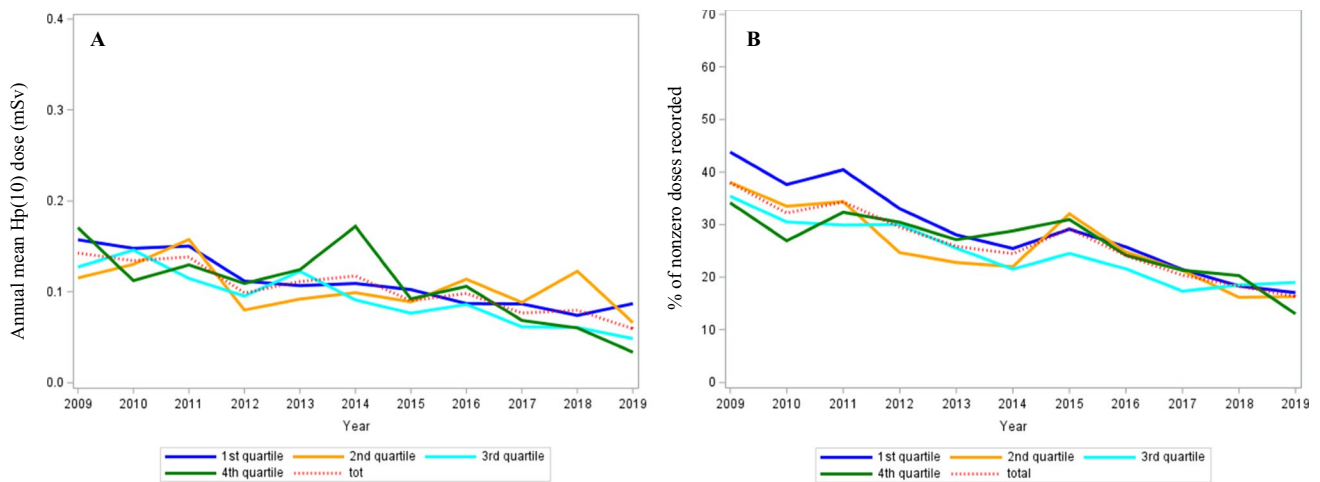 A
Annual mean Hp(10) dose (mSv)
0.4
0.3
0.2
0.1
0.0
2009 2010 2011 2012 2013 2014 2015 2016 2017 2018 2019
Year
1st quartile 2nd quartile 3rd quartile
4th quartile tot
B
% of nonzero doses recorded
70
60
50
40
30
20
10
0
2009 2010 2011 2012 2013 2014 2015 2016 2017 2018 2019
Year
1st quartile 2nd quartile 3rd quartile
4th quartile total